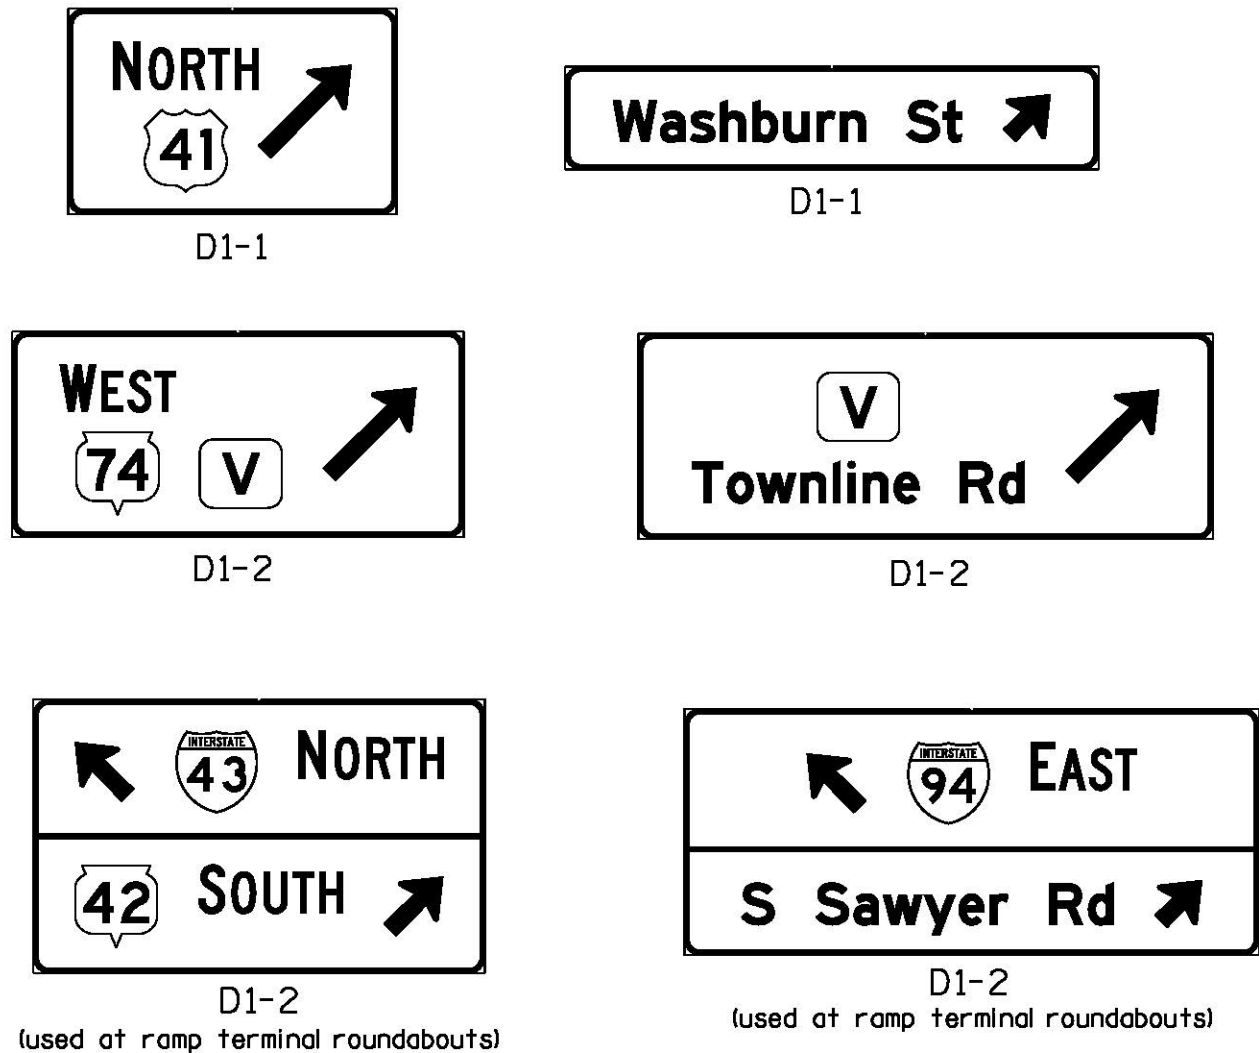 NORTH
41
D1-1
Washburn St
D1-1
WEST
74 V
D1-2
V
Townline Rd
D1-2
INTERSTATE
43 NORTH
42 SOUTH
D1-2
(used at ramp terminal roundabouts)
INTERSTATE
94 EAST
S Sawyer Rd
D1-2
(used at ramp terminal roundabouts)